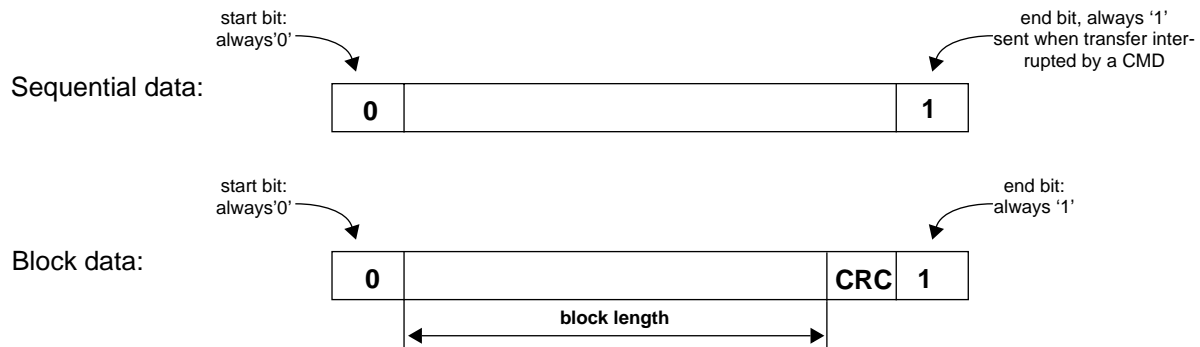 start bit:
always'0'
end bit, always ‘1’
sent when transfer inter-
rupted by a CMD
Sequential data:
0
1
start bit:
always'0'
end bit:
always ‘1’
Block data:
0
CRC
1
block length